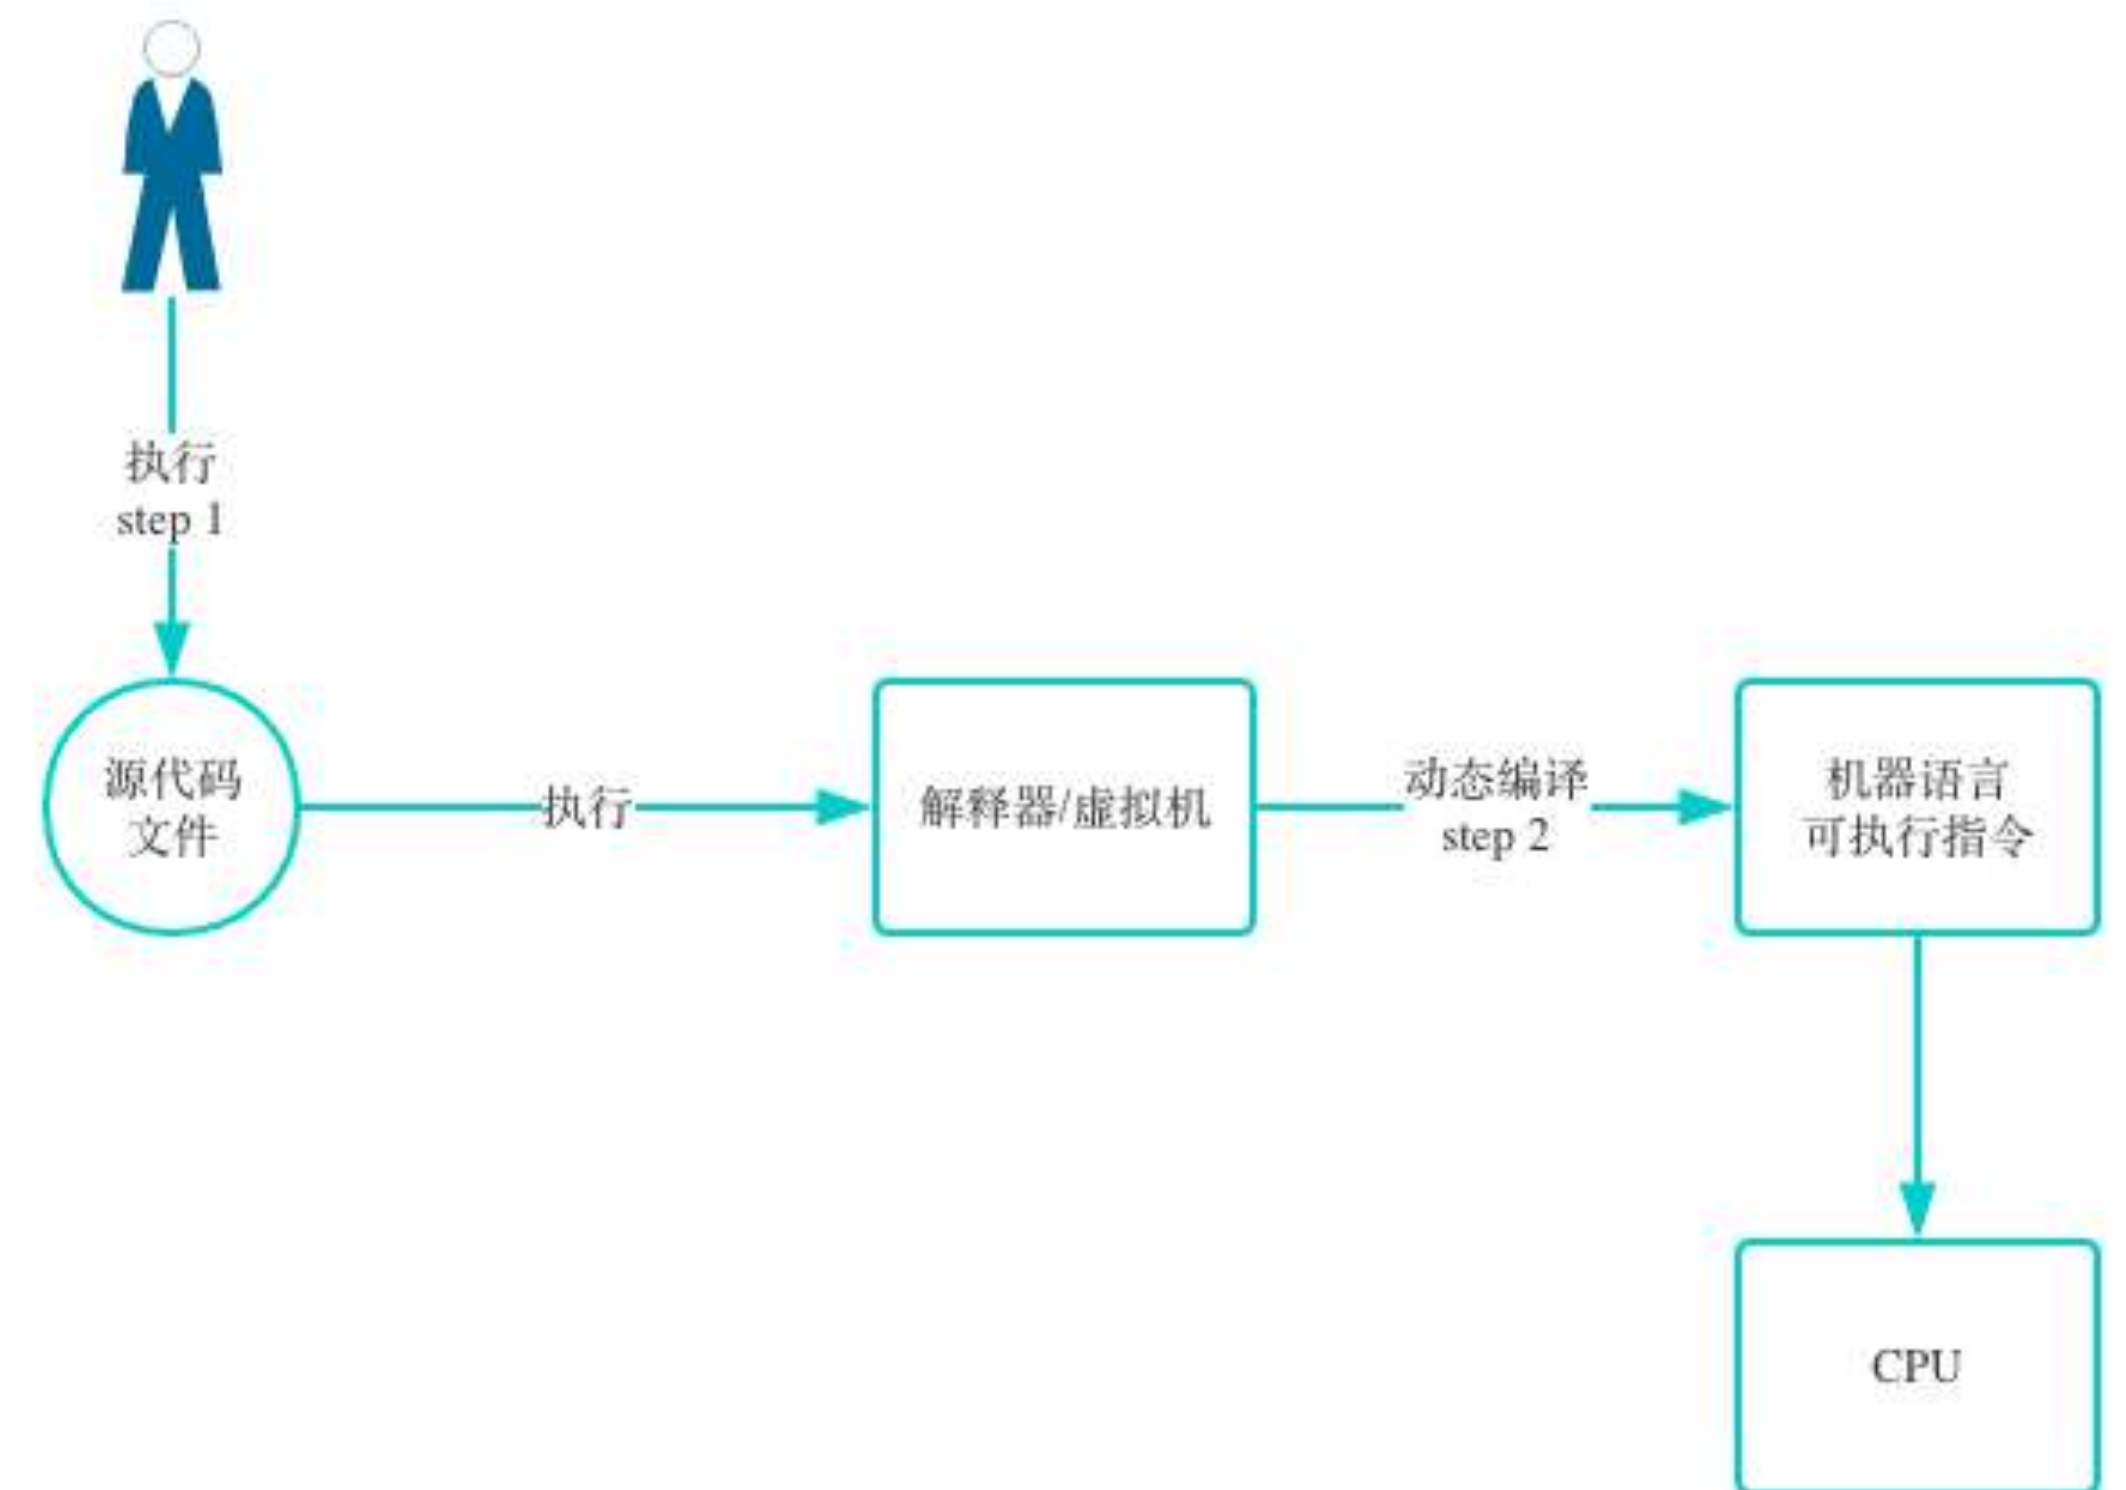 执行
step 1
源代码
文件
执行
解释器/虚拟机
动态编译
step 2
机器语言
可执行指令
CPU